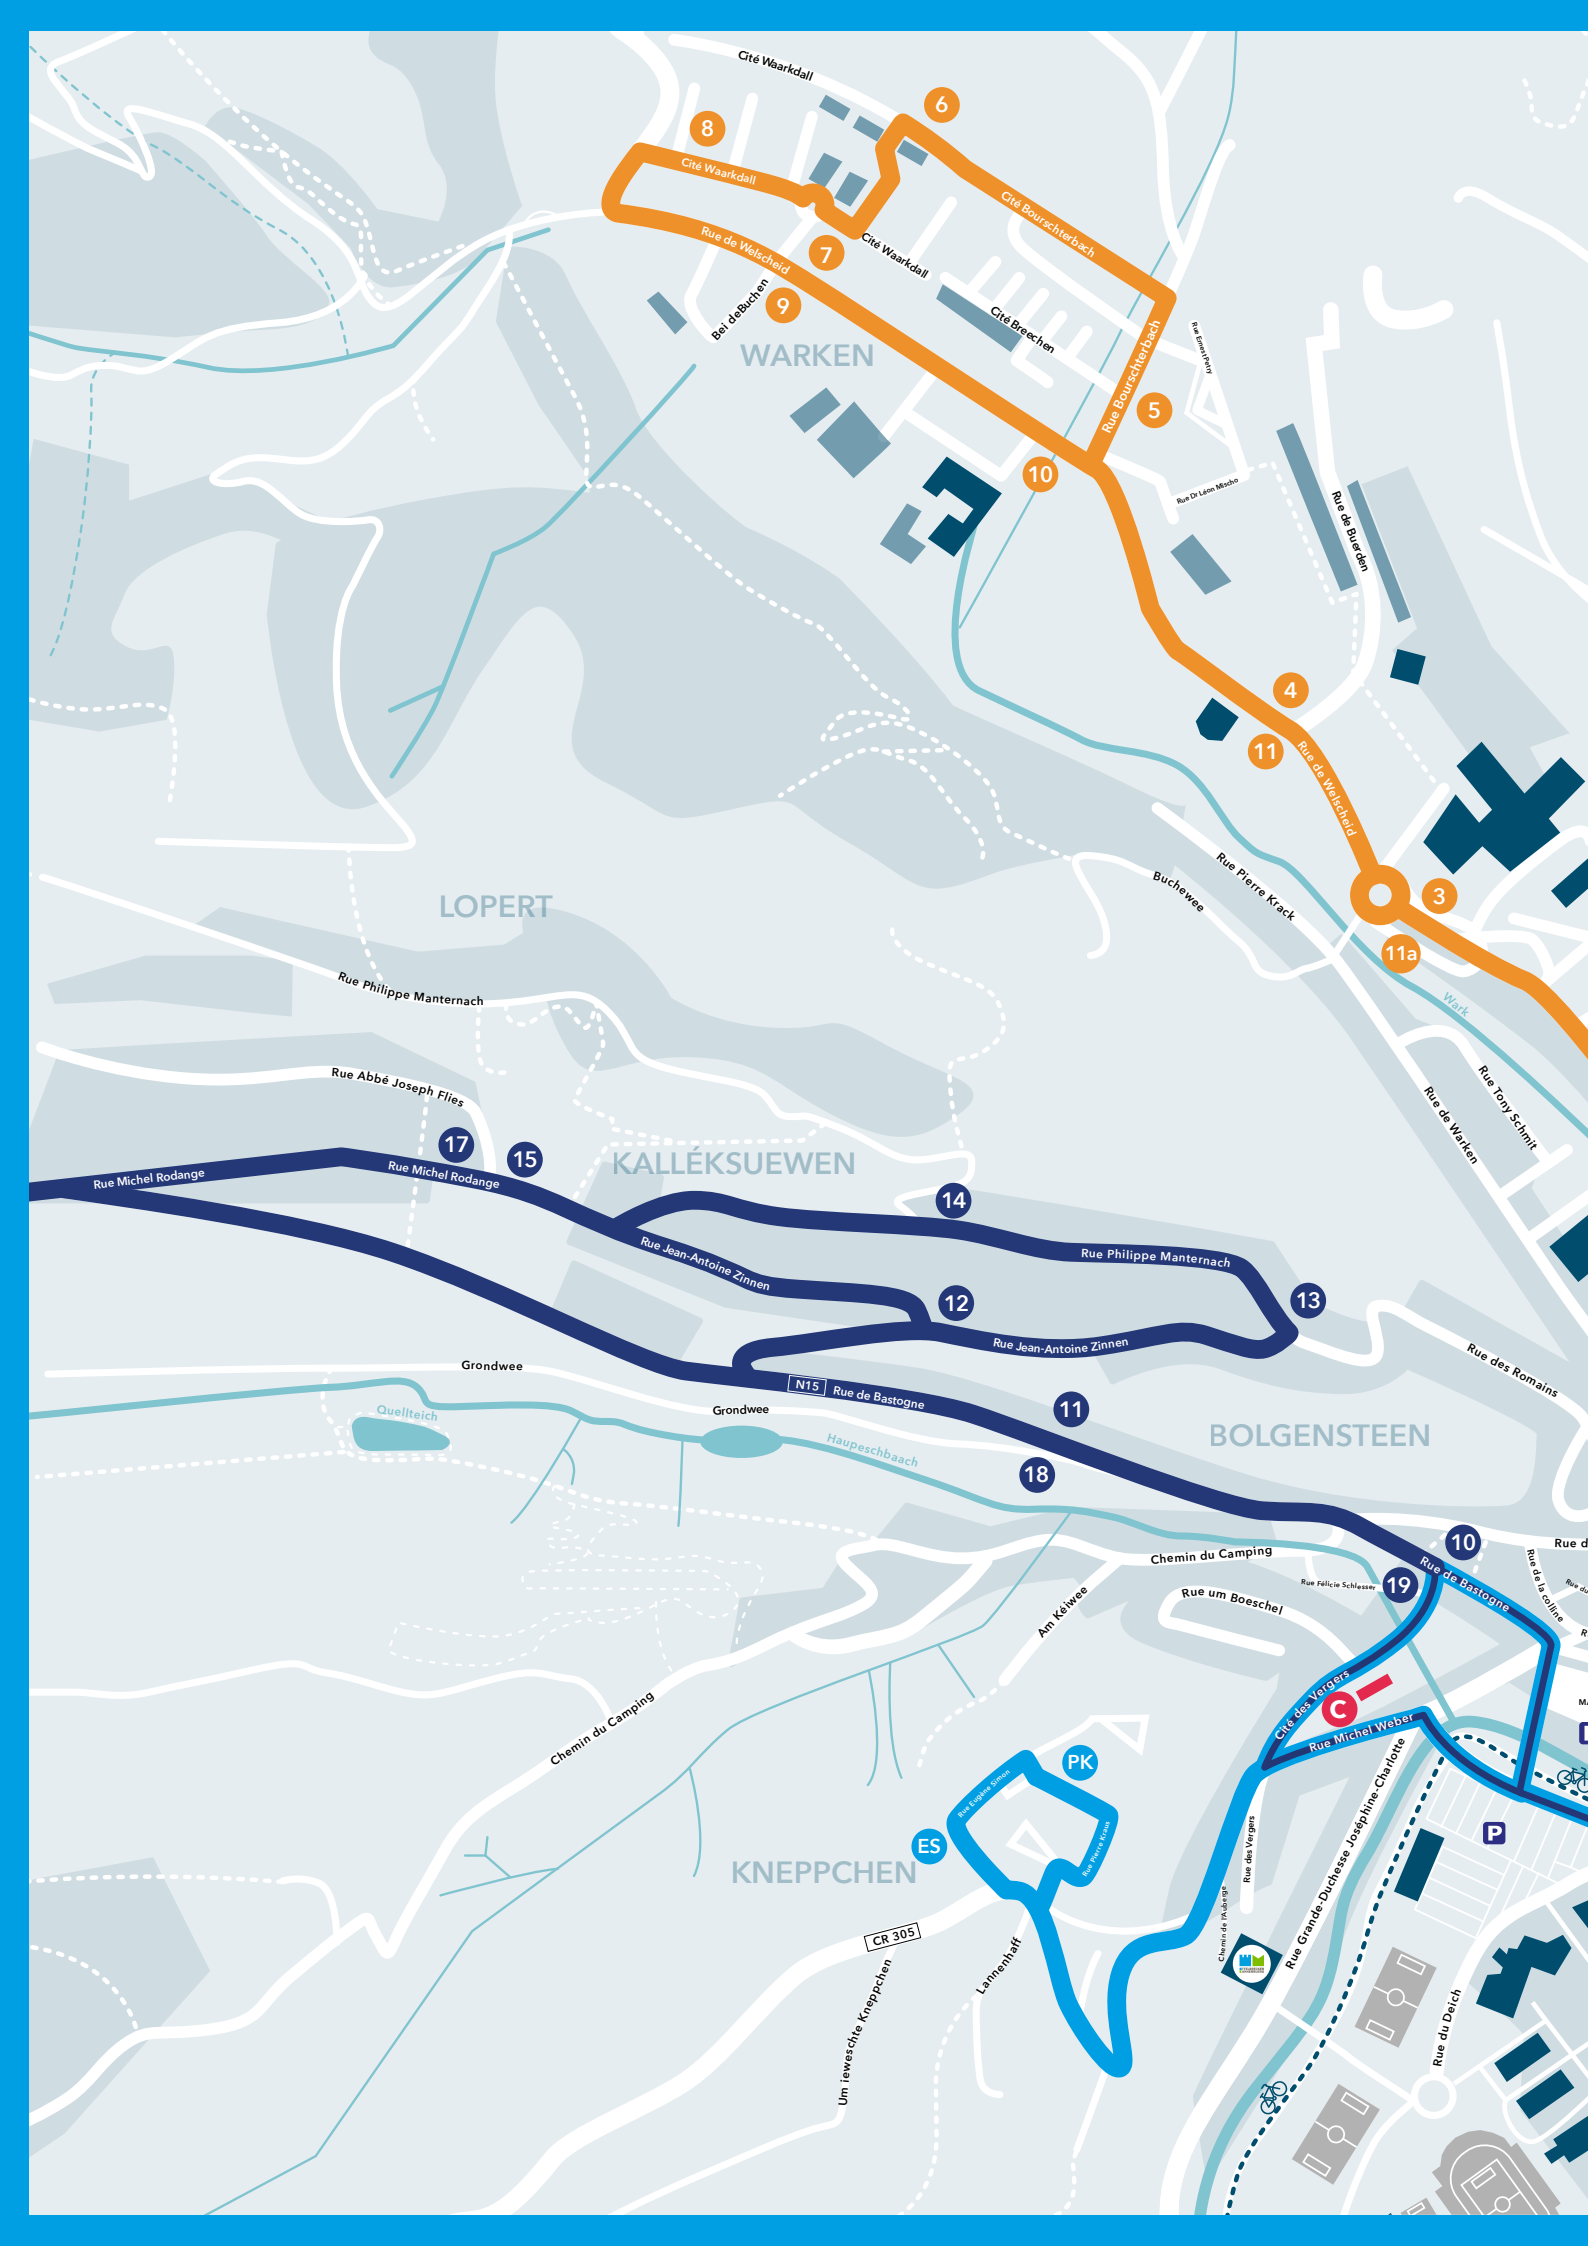 Cité Waarkdall
6
8
Cité Waarkdall
Cité Bourschterbach
Rue de Welscheid
7
Cité Waarkdall
9
Bei deBuchen
Cité Breechen
WARKEN
Rue Ernest Petry
Rue Bourschterbach
5
10
Rue Dr Léon Mischo
Rue de Buerden
4
11
Rue de Welscheid
Rue Pierre Krack
Buchewee
3
11a
LOPERT
Rue Philippe Manternach
Wark
Rue Abbé Joseph Flies
Rue Tony Schmit
Rue de Warken
17
15
KALLÉKSUEWEN
Rue Michel Rodange
Rue Michel Rodange
14
Rue Jean-Antoine Zinnen
Rue Philippe Manternach
12
13
Rue Jean-Antoine Zinnen
Rue des Romains
Grondwee
N15
Rue de Bastogne
Grondwee
Quellteich
11
BOLGENSTEEN
Haupeschbaach
18
10
Rue d
Chemin du Camping
Rue de Bastogne
Rue Félicie Schlesser
19
Rue de la colline
Rue du
Rue um Boeschel
Am Kéiwee
R
Cité des Vergers
C
Rue Michel Weber
MA
Chemin du Camping
PK
Rue Eugène Simon
Rue Pierre Kraus
ES
KNEPPCHEN
P
Rue des Vergers
Rue Grande-Duchesse Joséphine-Charlotte
Chemin de l'Auberge
CR 305
Lannenhaff
Um ieweschte Kneppchen
Rue du Deich